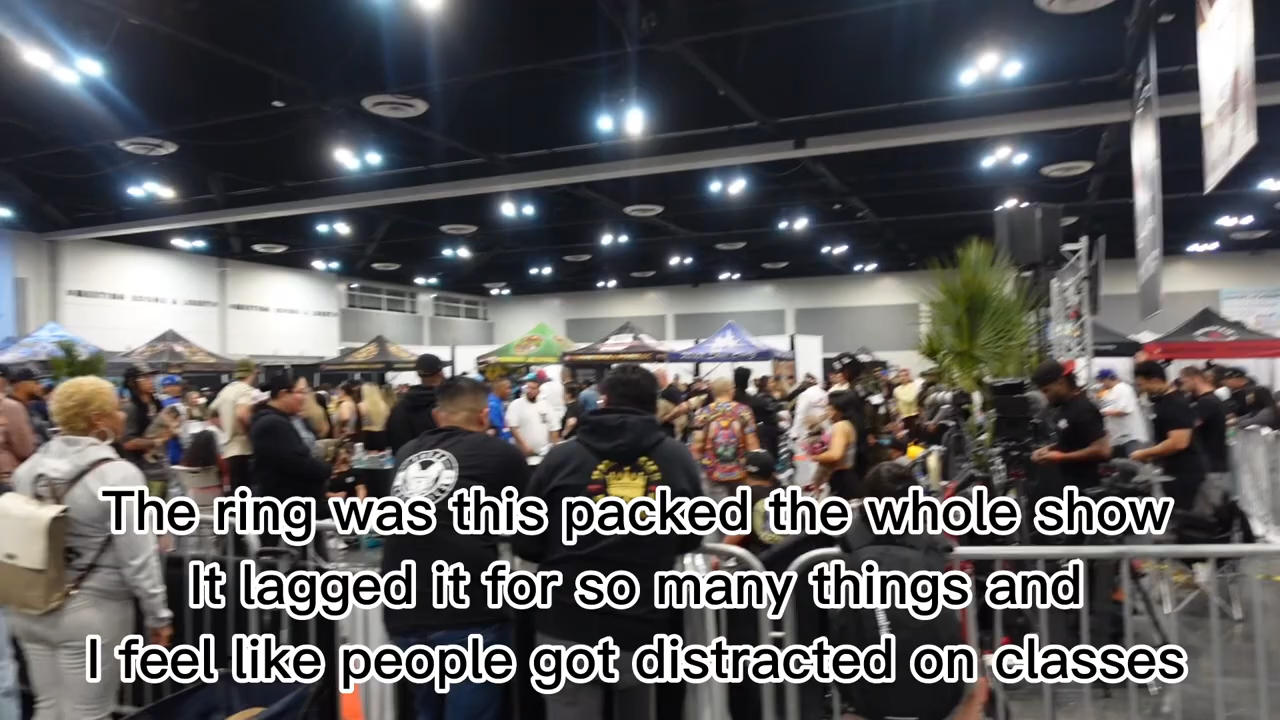 The ring was this packed the whole show
It lagged it for so many things and
I feel like people got distracted on classes